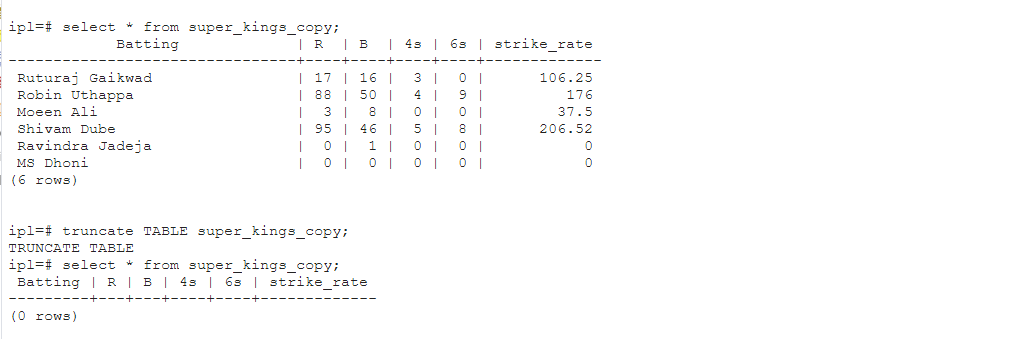 ipl=# select * from super_kings_copy;
Batting | R | B | 4s | 6s | strike_rate
--------------------------------+----+----+----+----+-------------
Ruturaj Gaikwad | 17 | 16 | 3 | 0 | 106.25
Robin Uthappa | 88 | 50 | 4 | 9 | 176
Moeen Ali | 3 | 8 | 0 | 0 | 37.5
Shivam Dube | 95 | 46 | 5 | 8 | 206.52
Ravindra Jadeja | 0 | 1 | 0 | 0 | 0
MS Dhoni | 0 | 0 | 0 | 0 | 0
(6 rows)
ipl=# truncate TABLE super_kings_copy;
TRUNCATE TABLE
ipl=# select * from super_kings_copy;
Batting | R | B | 4s | 6s | strike_rate
---------+---+---+----+----+-------------
(0 rows)